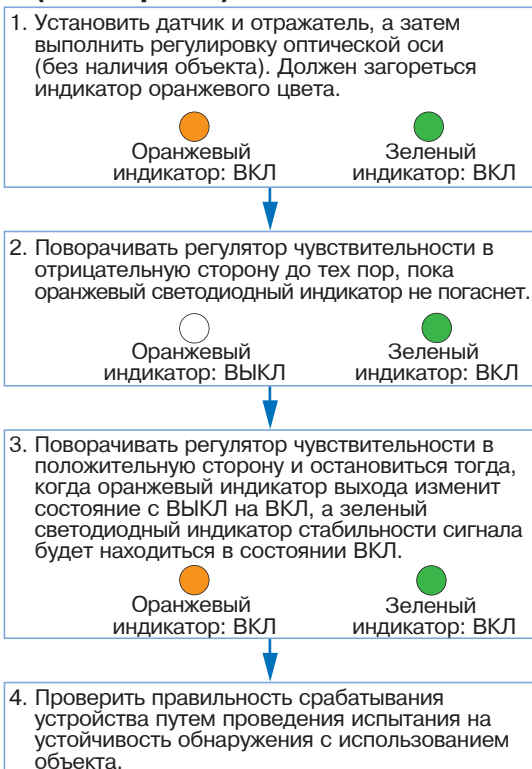 1. Установить датчик и отражатель, а затем
выполнить регулировку оптической оси
(без наличия объекта). Должен загореться
индикатор оранжевого цвета.
Оранжевый
индикатор: ВКЛ
Зеленый
индикатор: ВКЛ
2. Поворачивать регулятор чувствительности в
отрицательную сторону до тех пор, пока
оранжевый светодиодный индикатор не погаснет.
Оранжевый
индикатор: ВЫКЛ
Зеленый
индикатор: ВКЛ
3. Поворачивать регулятор чувствительности в
положительную сторону и остановиться тогда,
когда оранжевый индикатор выхода изменит
состояние с ВЫКЛ на ВКЛ, а зеленый
светодиодный индикатор стабильности сигнала
будет находиться в состоянии ВКЛ.
Оранжевый
индикатор: ВКЛ
Зеленый
индикатор: ВКЛ
4. Проверить правильность срабатывания
устройства путем проведения испытания на
устойчивость обнаружения с использованием
объекта.